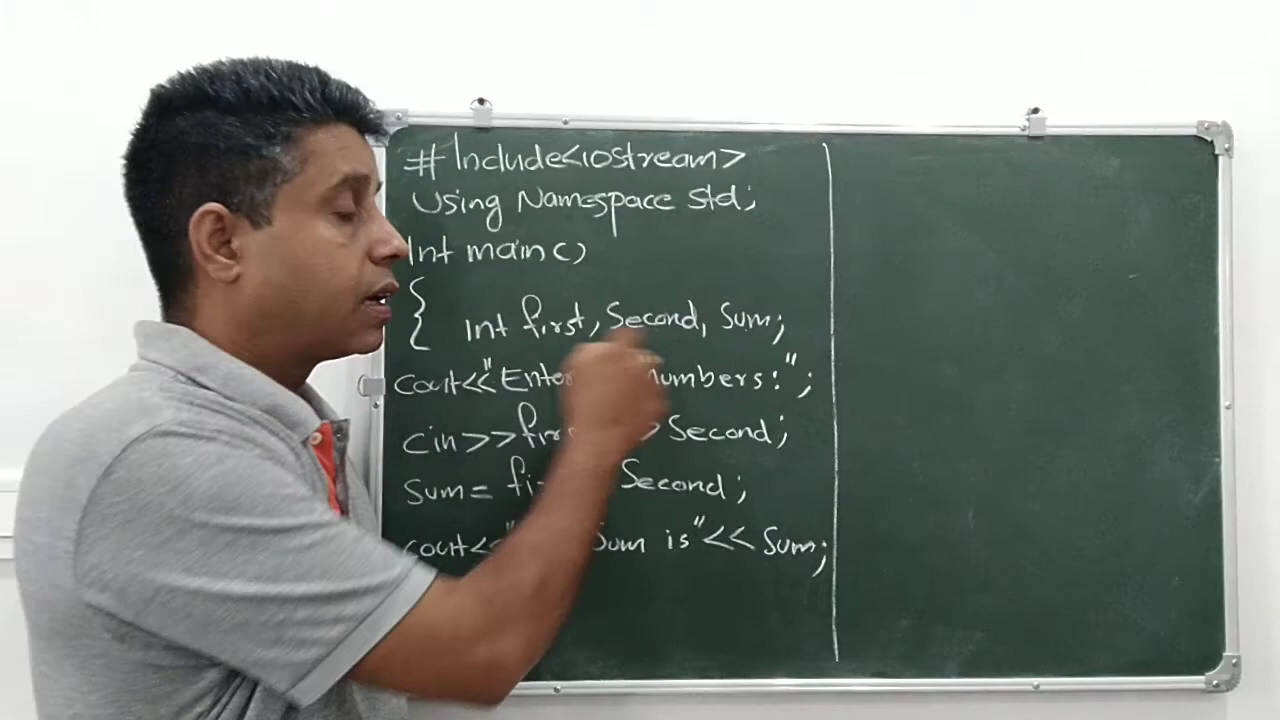 # Include<iostream>
Using Namespace Std;
Int main()
{
Int first, Second, Sum;
cout<<"Enter numbers:";
cin>>first > Second;
Sum= Second;
cout<<" Sum is"<< Sum;